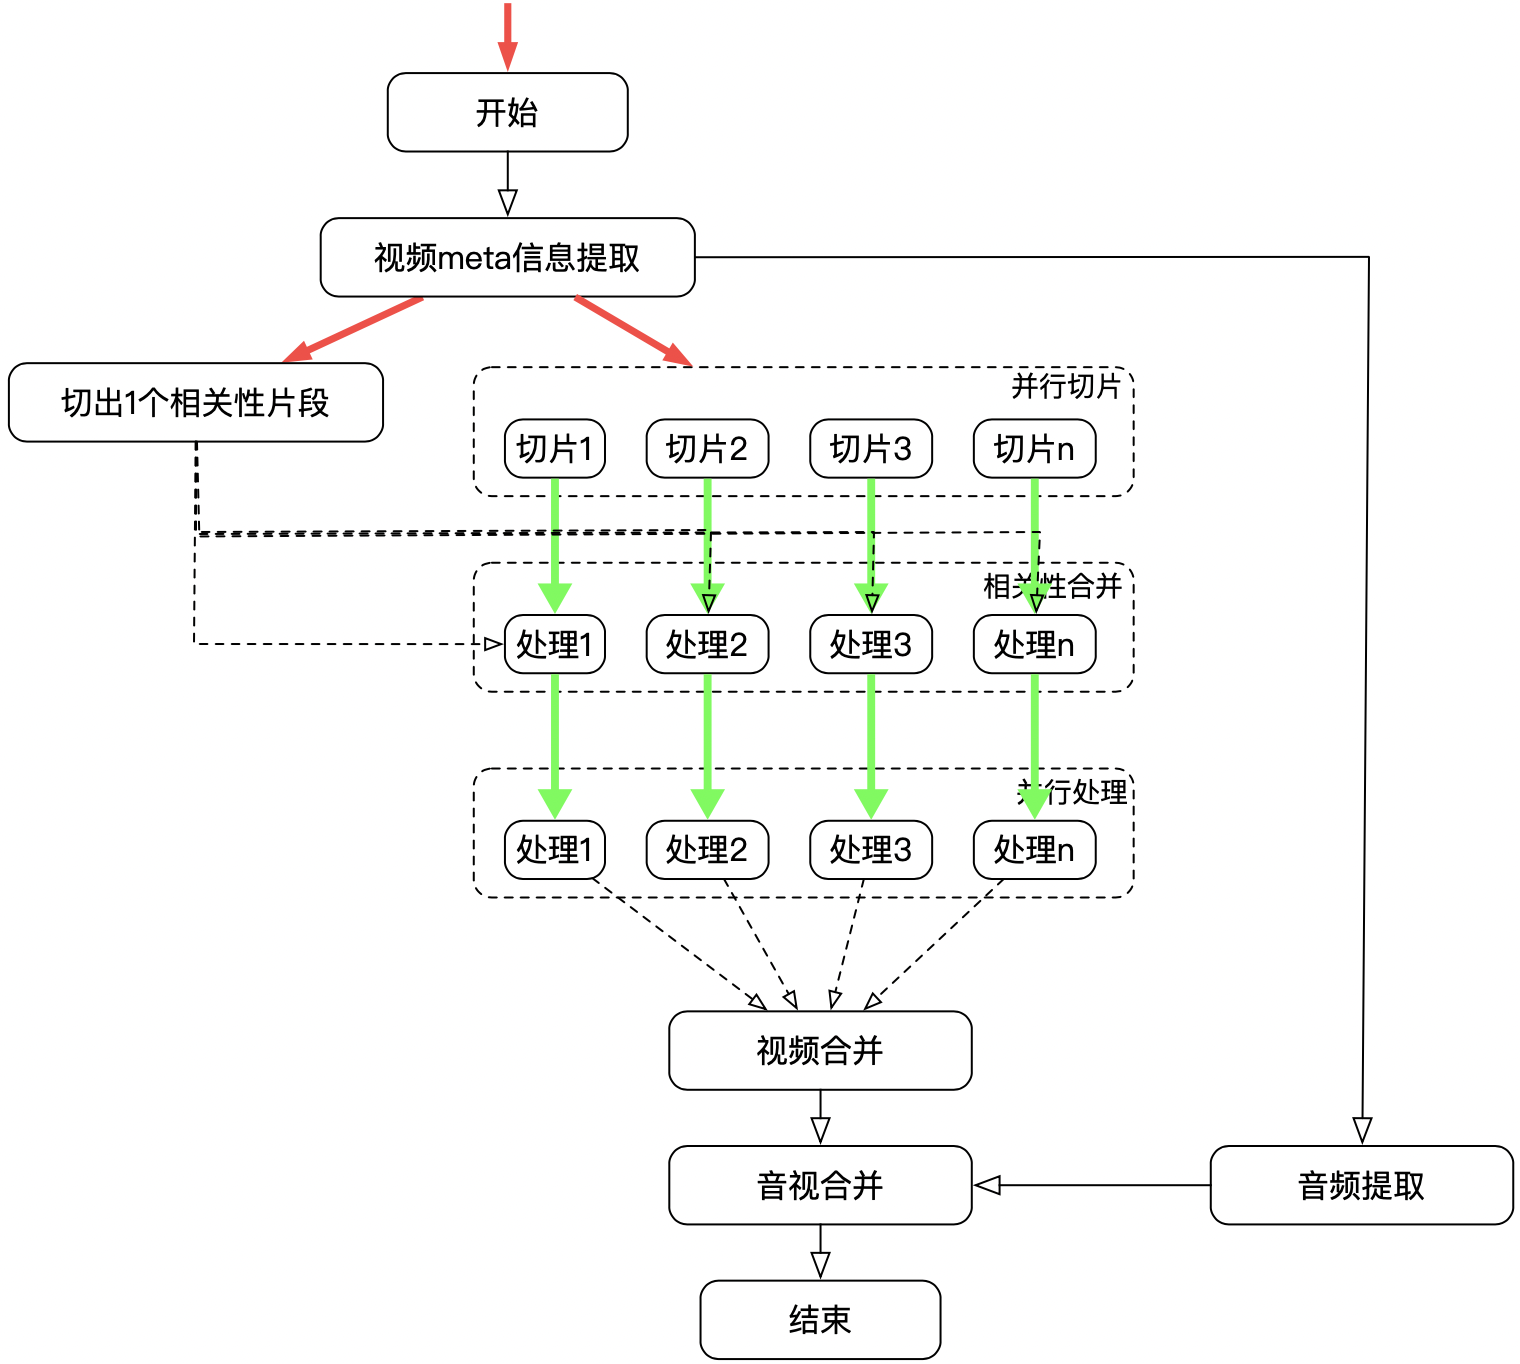 开始
视频meta信息提取
切出1个相关性片段
并行切片
切片1
切片2
切片3
切片n
相关性合并
处理1
处理2
处理3
处理n
并行处理
处理1
处理2
处理3
处理n
视频合并
音视合并
音频提取
结束